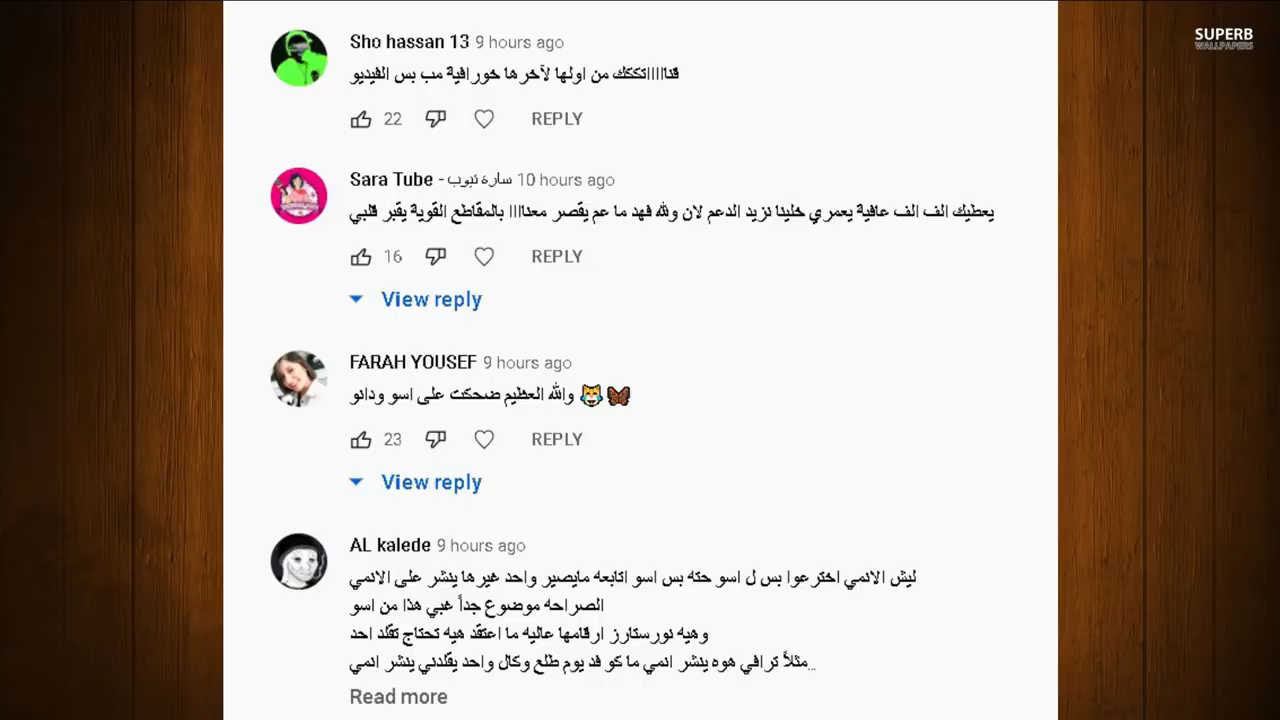 SUPERB
WALLPAPERS
Sho hassan 13 9 hours ago
قناااااتكككك من اولها لآخرها خورافية مب بس الفيديو
22 REPLY
Sara Tube - سارة تيوب 10 hours ago
يعطيك الف الف عافية يعمري خلينا نزيد الدعم لان ولله فهد ما عم يقصر معناااا بالمقاطع القوية يقبر قلبي
16 REPLY
View reply
FARAH YOUSEF 9 hours ago
والله العظيم ضحكت على اسو ودانو 😹🦋
23 REPLY
View reply
AL kalede 9 hours ago
ليش الانمي اخترعوا بس ل اسو حته بس اسو اتابعه مايصير واحد غيرها ينشر على الانمي
الصراحه موضوع جداً غبي هذا من اسو
وهيه نورستارز ارقامها عاليه ما اعتقد هيه تحتاج تقلد احد
مثلاً ترافي هوه ينشر انمي ما كو فد يوم طلع وكال واحد يقلدني ينشر انمي...
Read more